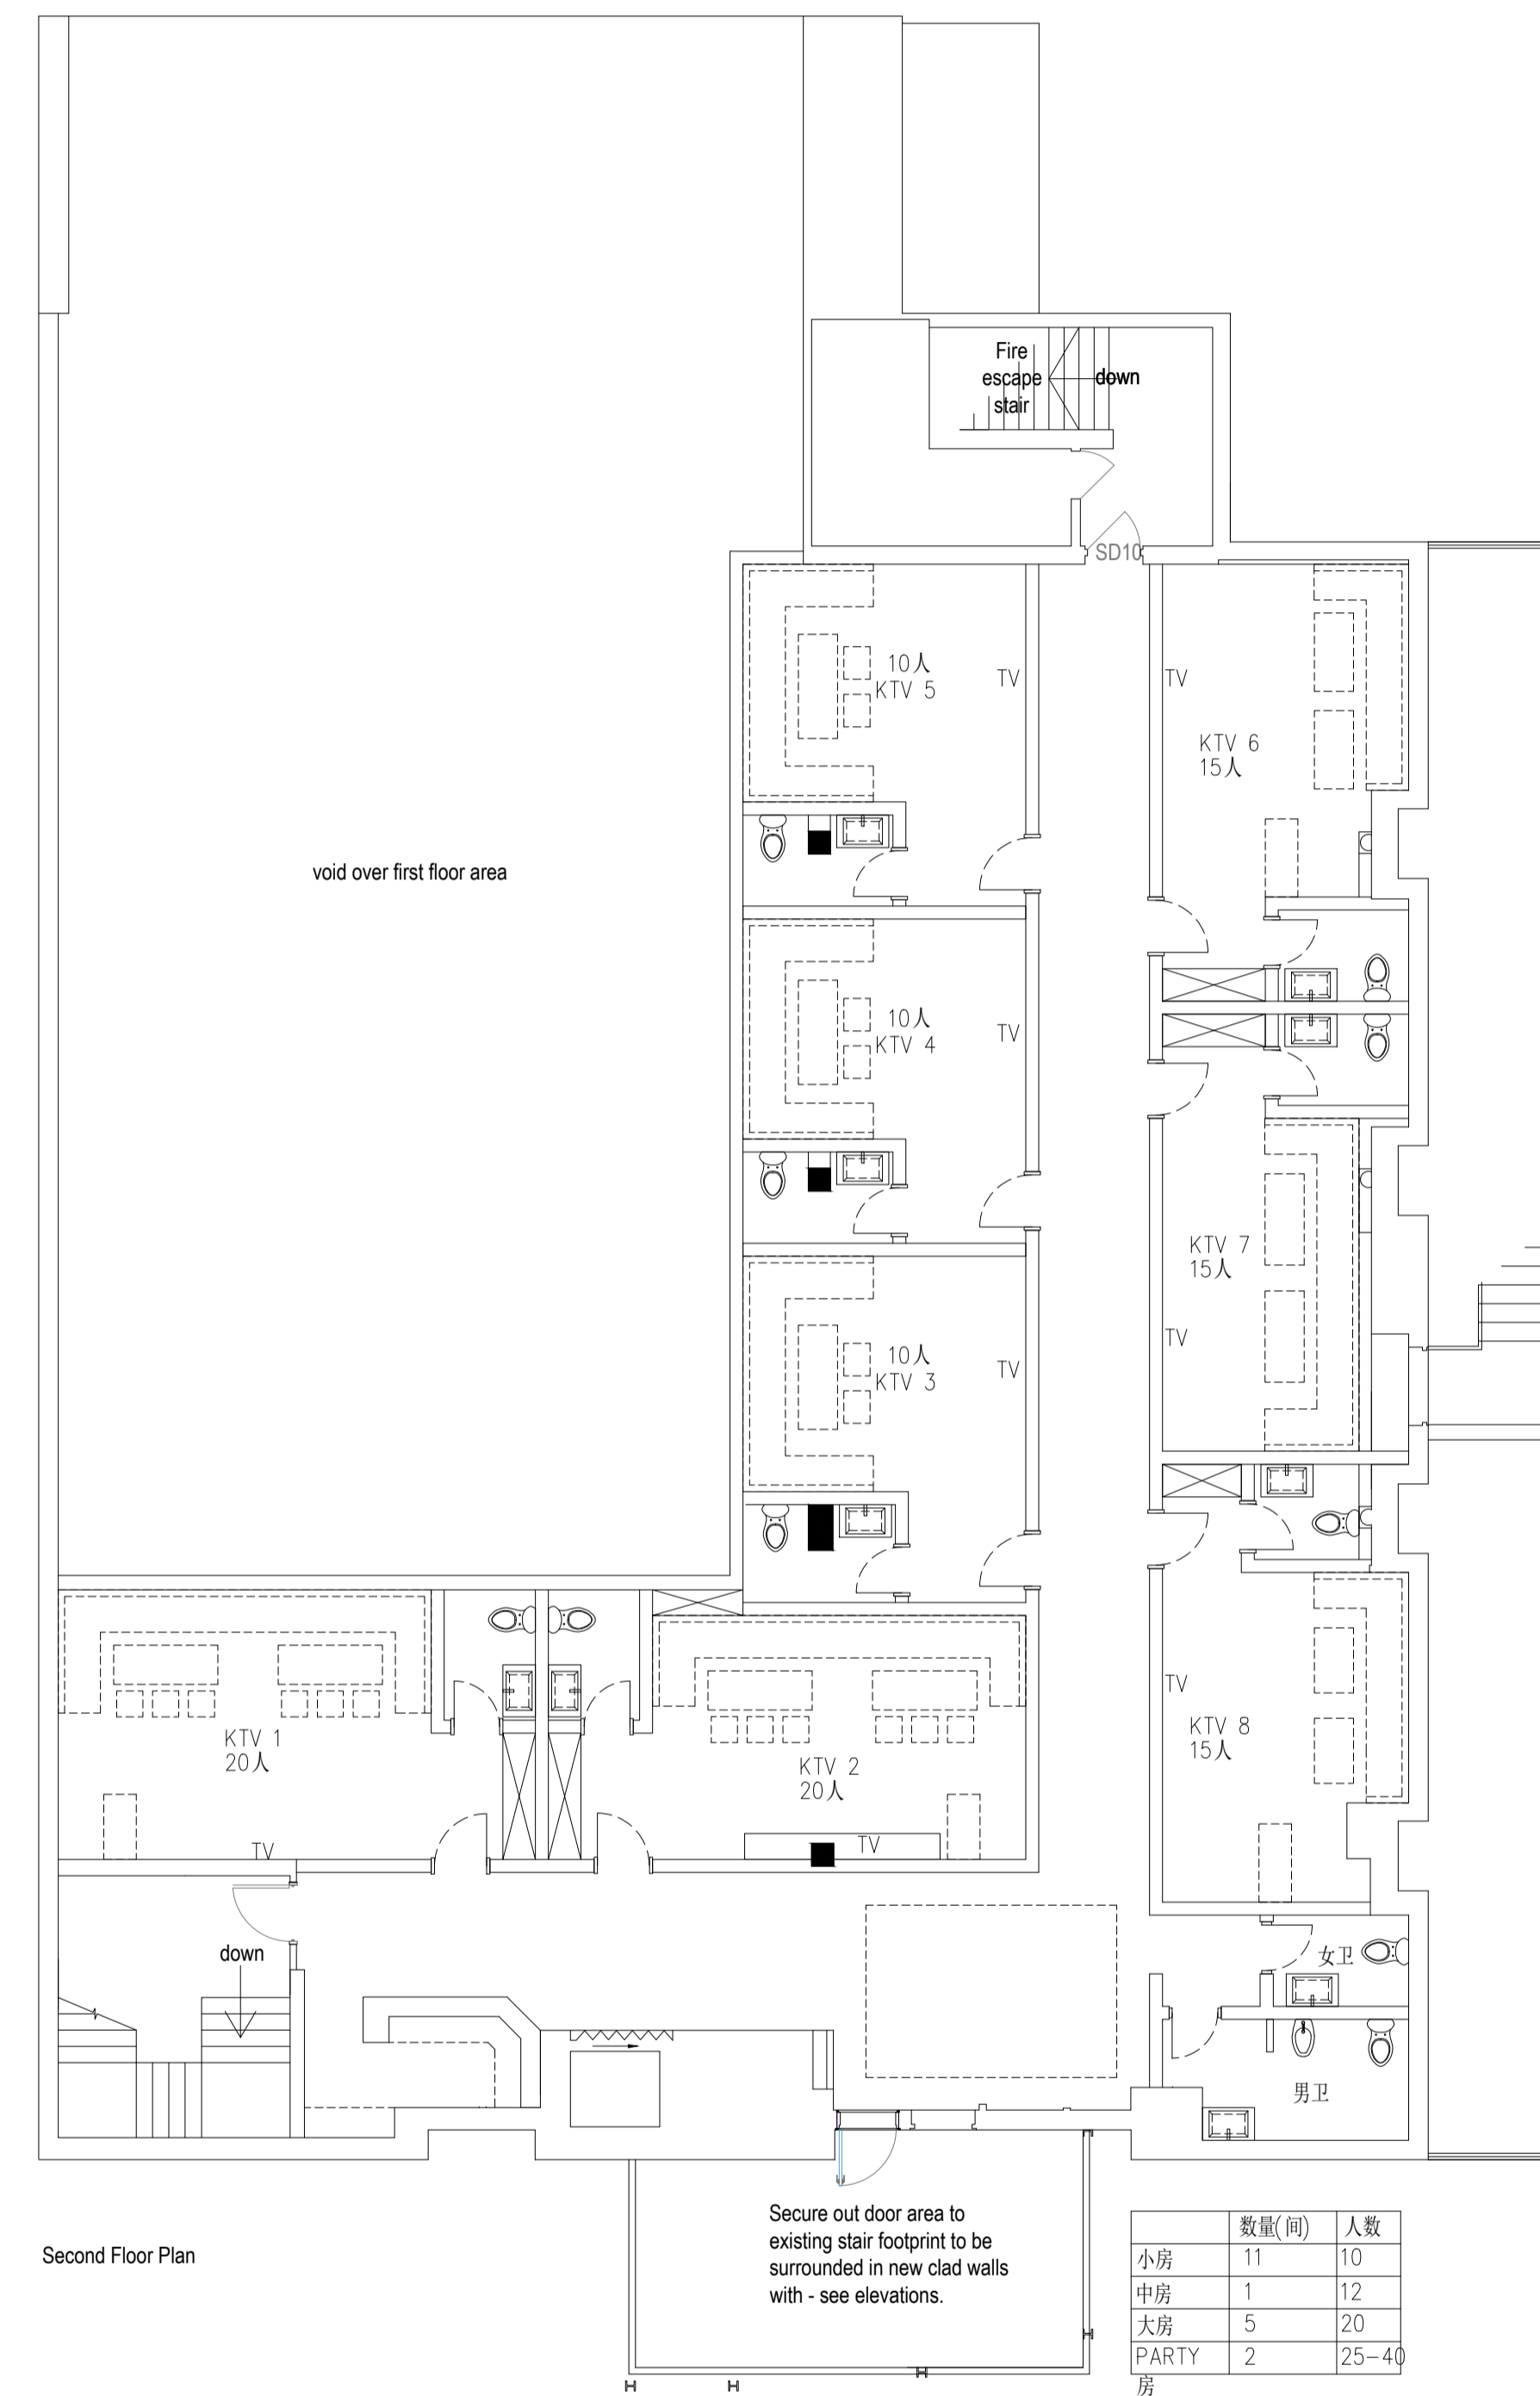 Fire
escape
stair
down
SD10
10人
KTV 5
TV
TV
KTV 6
15人
void over first floor area
10人
KTV 4
TV
KTV 7
15人
TV
10人
KTV 3
TV
TV
KTV 8
15人
KTV 1
20人
TV
KTV 2
20人
TV
down
女卫
男卫
Secure out door area to
existing stair footprint to be
surrounded in new clad walls
with - see elevations.
Second Floor Plan
数量(间) 人数
小房 11 10
中房 1 12
大房 5 20
PARTY 2 25-40
房